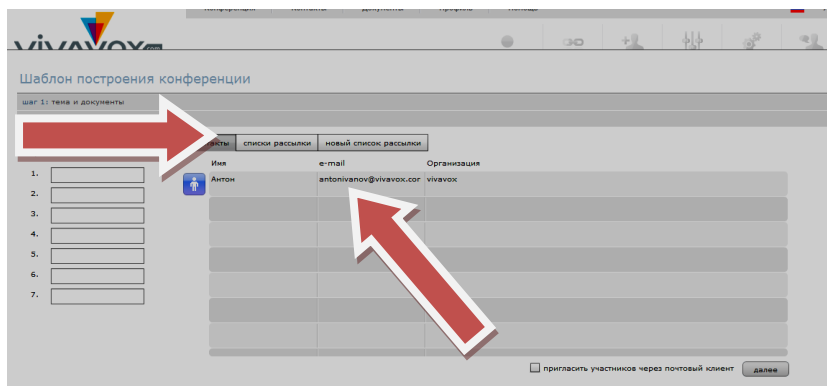 vivavox.com
Шаблон построения конференции
шаг 1: тема и документы
списки рассылки новый список рассылки
Имя e-mail Организация
Антон antonivanov@vivavox.cor vivavox
1.
2.
3.
4.
5.
6.
7.
пригласить участников через почтовый клиент далее